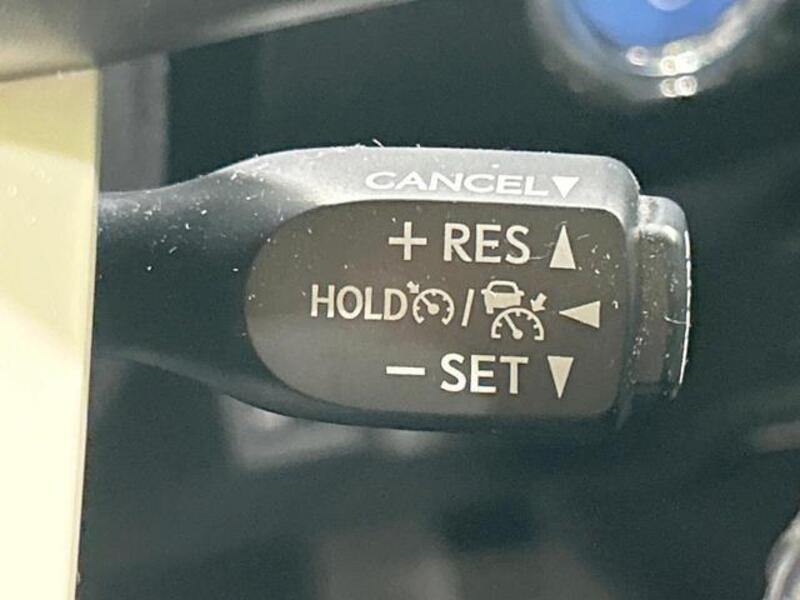 CANCEL▼
+ RES ▲
HOLD / ◀
− SET ▼